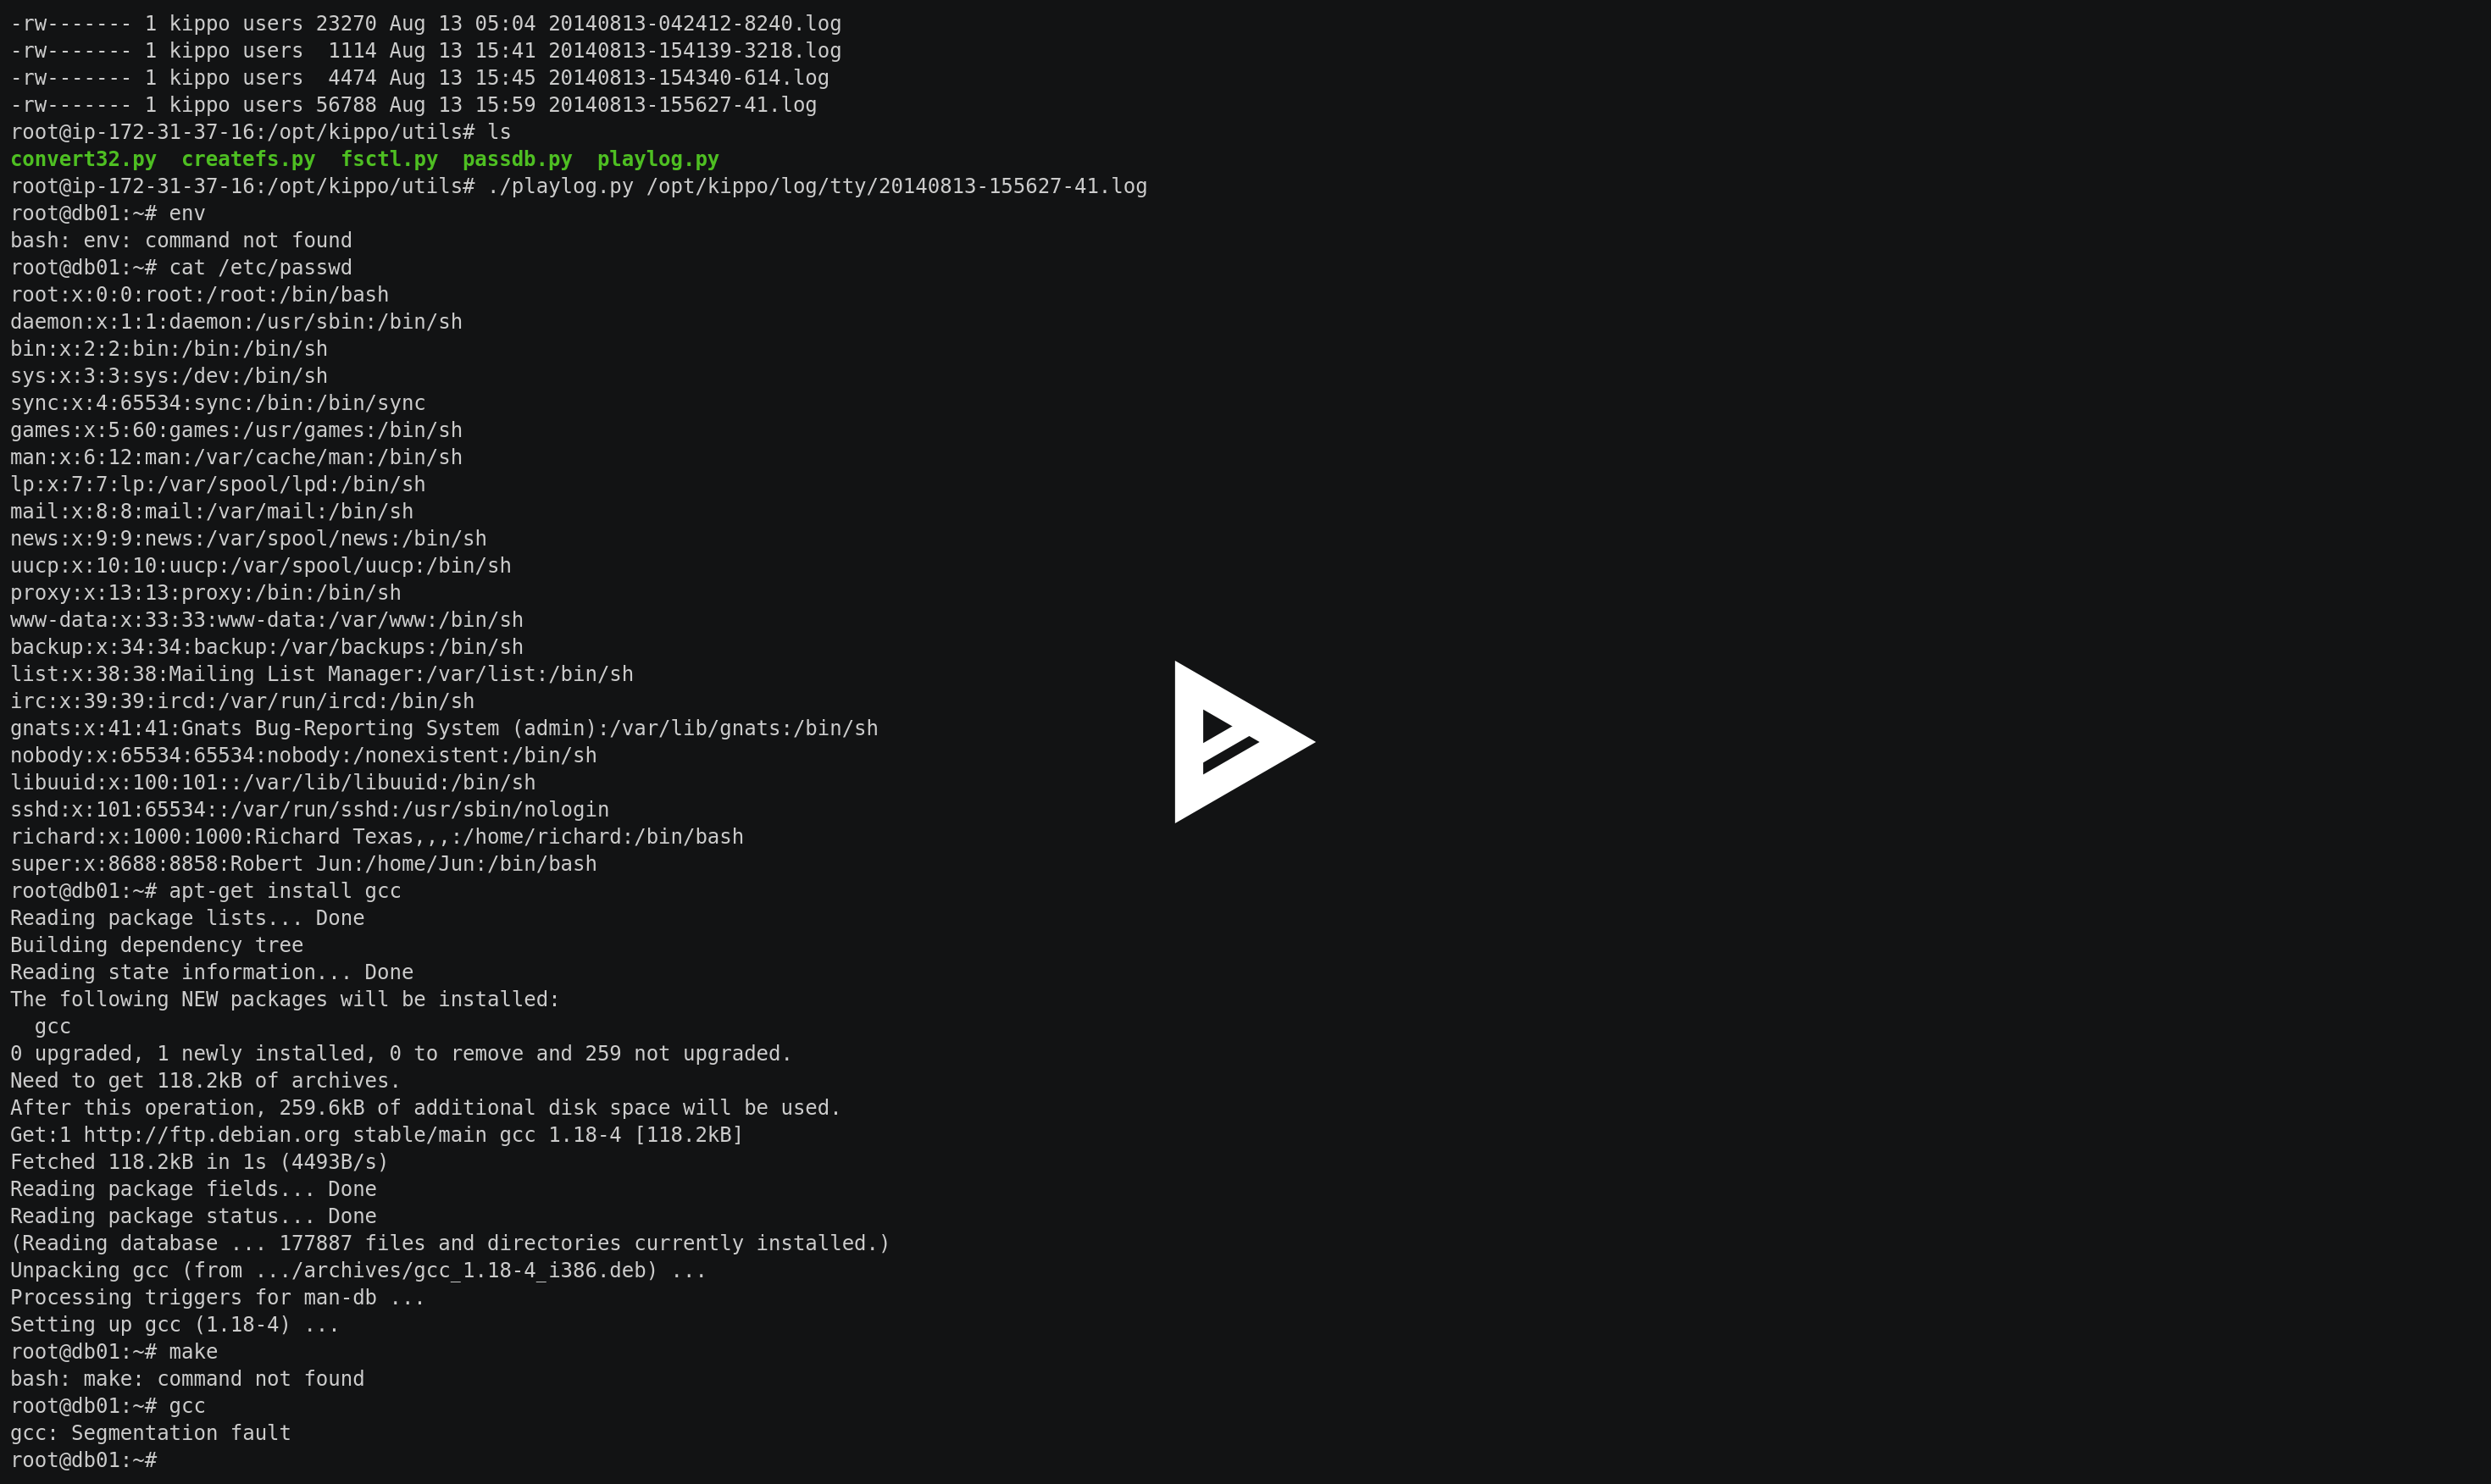 -rw------- 1 kippo users 23270 Aug 13 05:04 20140813-042412-8240.log
-rw------- 1 kippo users  1114 Aug 13 15:41 20140813-154139-3218.log
-rw------- 1 kippo users  4474 Aug 13 15:45 20140813-154340-614.log
-rw------- 1 kippo users 56788 Aug 13 15:59 20140813-155627-41.log
root@ip-172-31-37-16:/opt/kippo/utils# ls
convert32.py  createfs.py  fsctl.py  passdb.py  playlog.py
root@ip-172-31-37-16:/opt/kippo/utils# ./playlog.py /opt/kippo/log/tty/20140813-155627-41.log
root@db01:~# env
bash: env: command not found
root@db01:~# cat /etc/passwd
root:x:0:0:root:/root:/bin/bash
daemon:x:1:1:daemon:/usr/sbin:/bin/sh
bin:x:2:2:bin:/bin:/bin/sh
sys:x:3:3:sys:/dev:/bin/sh
sync:x:4:65534:sync:/bin:/bin/sync
games:x:5:60:games:/usr/games:/bin/sh
man:x:6:12:man:/var/cache/man:/bin/sh
lp:x:7:7:lp:/var/spool/lpd:/bin/sh
mail:x:8:8:mail:/var/mail:/bin/sh
news:x:9:9:news:/var/spool/news:/bin/sh
uucp:x:10:10:uucp:/var/spool/uucp:/bin/sh
proxy:x:13:13:proxy:/bin:/bin/sh
www-data:x:33:33:www-data:/var/www:/bin/sh
backup:x:34:34:backup:/var/backups:/bin/sh
list:x:38:38:Mailing List Manager:/var/list:/bin/sh
irc:x:39:39:ircd:/var/run/ircd:/bin/sh
gnats:x:41:41:Gnats Bug-Reporting System (admin):/var/lib/gnats:/bin/sh
nobody:x:65534:65534:nobody:/nonexistent:/bin/sh
libuuid:x:100:101::/var/lib/libuuid:/bin/sh
sshd:x:101:65534::/var/run/sshd:/usr/sbin/nologin
richard:x:1000:1000:Richard Texas,,,:/home/richard:/bin/bash
super:x:8688:8858:Robert Jun:/home/Jun:/bin/bash
root@db01:~# apt-get install gcc
Reading package lists... Done
Building dependency tree
Reading state information... Done
The following NEW packages will be installed:
  gcc
0 upgraded, 1 newly installed, 0 to remove and 259 not upgraded.
Need to get 118.2kB of archives.
After this operation, 259.6kB of additional disk space will be used.
Get:1 http://ftp.debian.org stable/main gcc 1.18-4 [118.2kB]
Fetched 118.2kB in 1s (4493B/s)
Reading package fields... Done
Reading package status... Done
(Reading database ... 177887 files and directories currently installed.)
Unpacking gcc (from .../archives/gcc_1.18-4_i386.deb) ...
Processing triggers for man-db ...
Setting up gcc (1.18-4) ...
root@db01:~# make
bash: make: command not found
root@db01:~# gcc
gcc: Segmentation fault
root@db01:~#